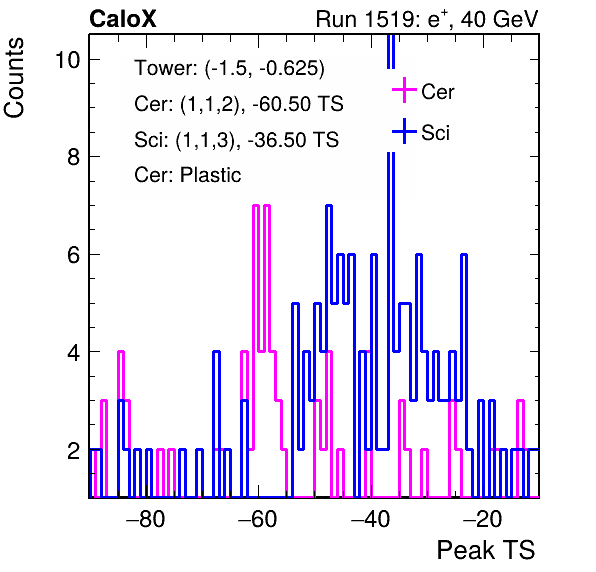 CaloX Run 1519: e⁺, 40 GeV
Counts
Tower: (-1.5, -0.625)
Cer: (1,1,2), -60.50 TS
Sci: (1,1,3), -36.50 TS
Cer: Plastic
Cer
Sci
10
8
6
4
2
−80 −60 −40 −20
Peak TS